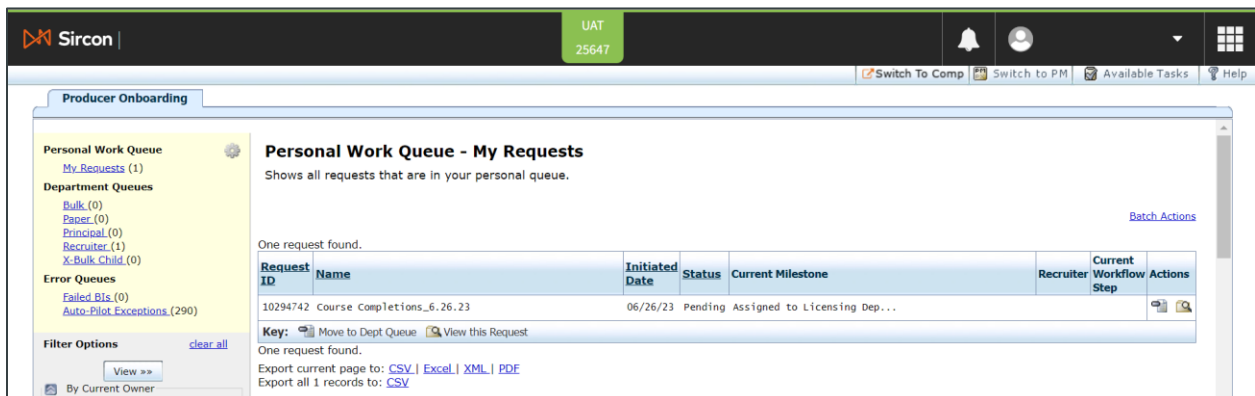 Sircon |
UAT
25647
Switch To Comp Switch to PM Available Tasks Help
Producer Onboarding
Personal Work Queue
My Requests (1)
Department Queues
Bulk (0)
Paper (0)
Principal (0)
Recruiter (1)
X-Bulk Child (0)
Error Queues
Failed BIs (0)
Auto-Pilot Exceptions (290)
Filter Options clear all
View »»
By Current Owner
Personal Work Queue - My Requests
Shows all requests that are in your personal queue.
Batch Actions
One request found.
Request ID Name Initiated Date Status Current Milestone Recruiter Current Workflow Step Actions
10294742 Course Completions_6.26.23 06/26/23 Pending Assigned to Licensing Dep...
Key: Move to Dept Queue View this Request
One request found.
Export current page to: CSV | Excel | XML | PDF
Export all 1 records to: CSV